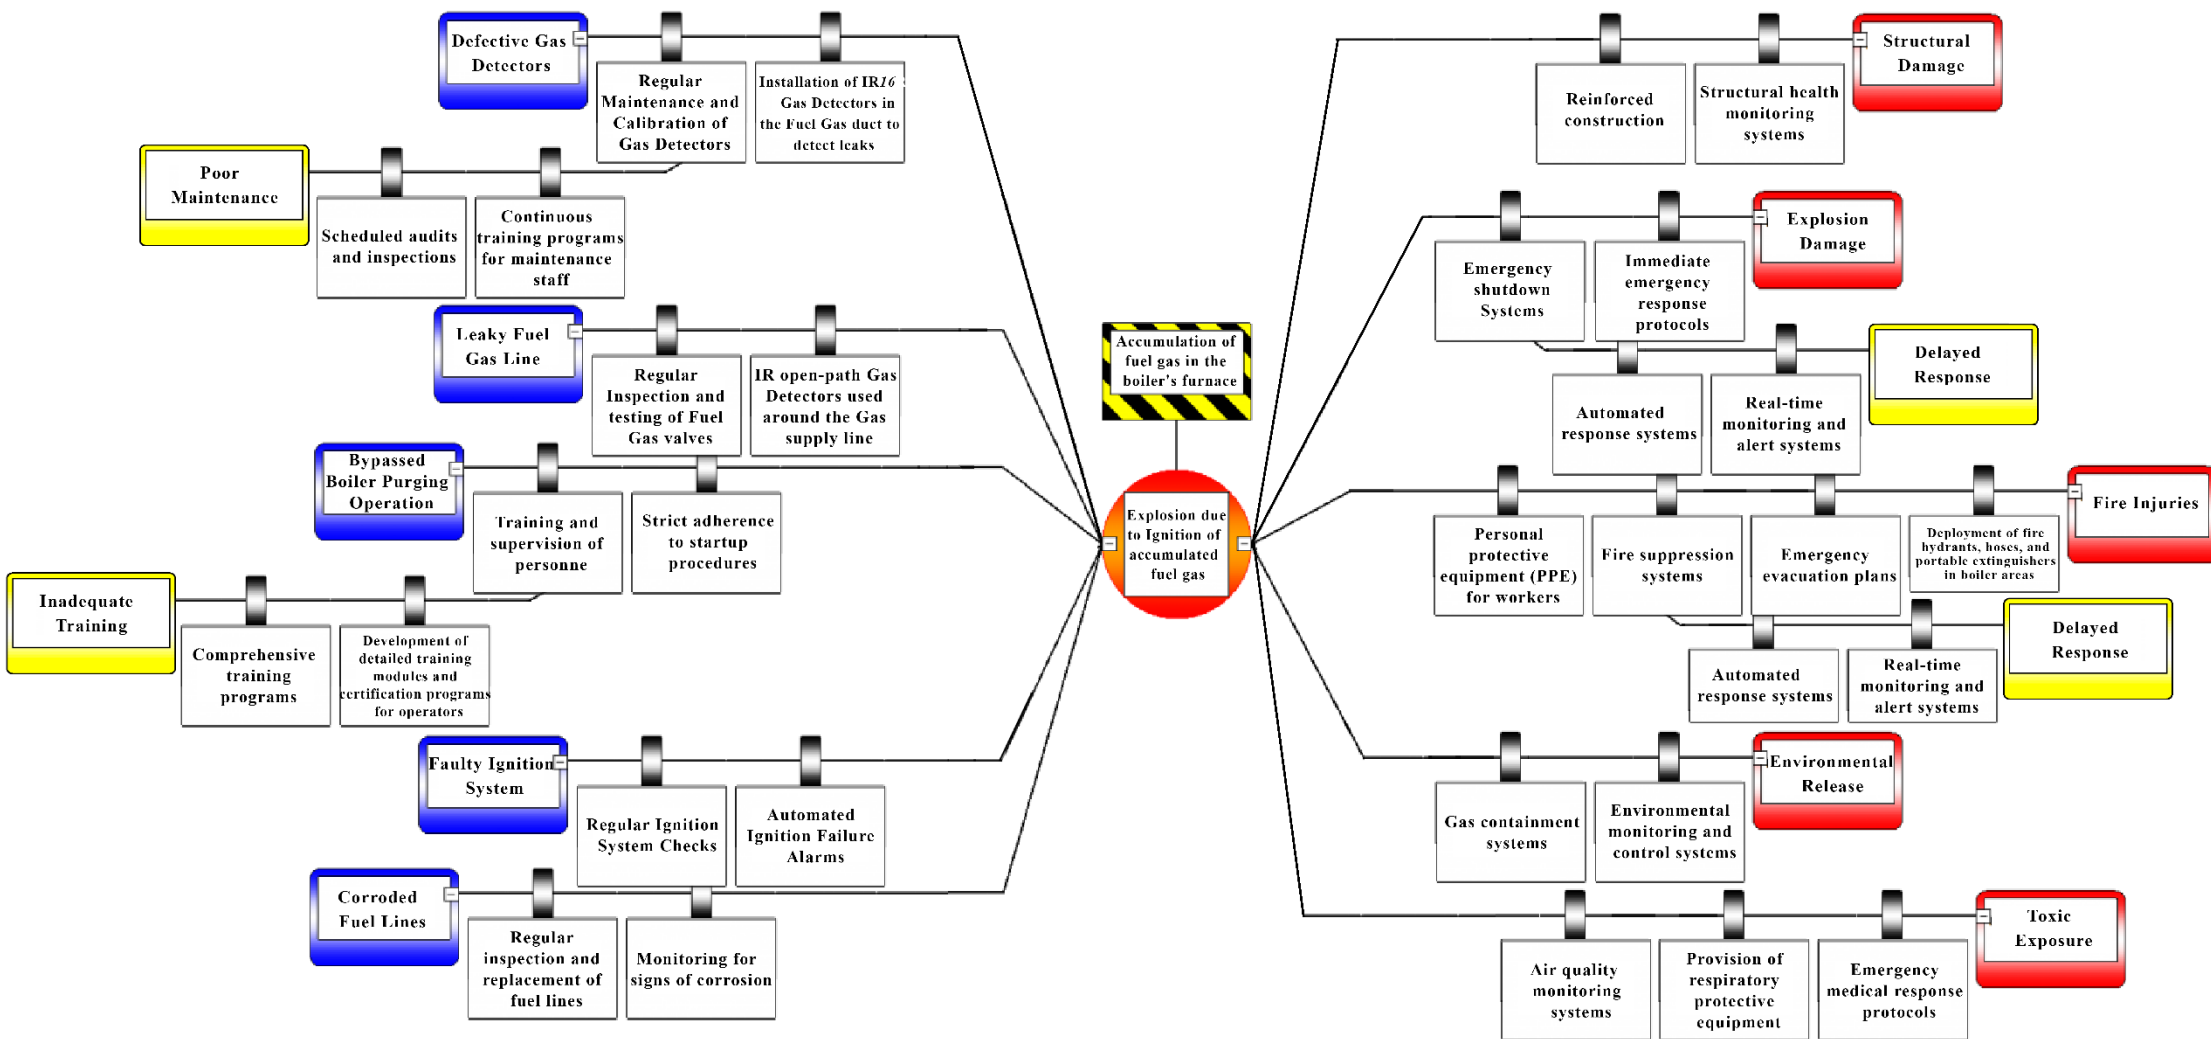 Defective Gas
Detectors
Regular
Maintenance and
Calibration of
Gas Detectors
Installation of IR16
Gas Detectors in
the Fuel Gas duct to
detect leaks
Poor
Maintenance
Scheduled audits
and inspections
Continuous
training programs
for maintenance
staff
Leaky Fuel
Gas Line
Regular
Inspection and
testing of Fuel
Gas valves
IR open-path Gas
Detectors used
around the Gas
supply line
Bypassed
Boiler Purging
Operation
Training and
supervision of
personne
Strict adherence
to startup
procedures
Inadequate
Training
Comprehensive
training
programs
Development of
detailed training
modules and
certification programs
for operators
Faulty Ignition
System
Regular Ignition
System Checks
Automated
Ignition Failure
Alarms
Corroded
Fuel Lines
Regular
inspection and
replacement of
fuel lines
Monitoring for
signs of corrosion
Accumulation of
fuel gas in the
boiler's furnace
Explosion due
to Ignition of
accumulated
fuel gas
Structural
Damage
Reinforced
construction
Structural health
monitoring
systems
Explosion
Damage
Emergency
shutdown
Systems
Immediate
emergency
response
protocols
Delayed
Response
Automated
response systems
Real-time
monitoring and
alert systems
Fire Injuries
Personal
protective
equipment (PPE)
for workers
Fire suppression
systems
Emergency
evacuation plans
Deployment of fire
hydrants, hoses, and
portable extinguishers
in boiler areas
Delayed
Response
Automated
response systems
Real-time
monitoring and
alert systems
Environmental
Release
Gas containment
systems
Environmental
monitoring and
control systems
Toxic
Exposure
Air quality
monitoring
systems
Provision of
respiratory
protective
equipment
Emergency
medical response
protocols